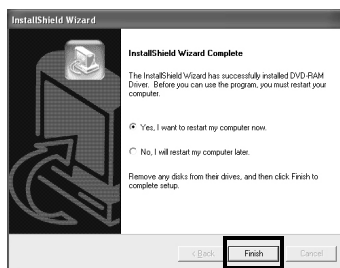 InstallShield Wizard
InstallShield Wizard Complete
The InstallShield Wizard has successfully installed DVD-RAM
Driver. Before you can use the program, you must restart your
computer.
Yes, I want to restart my computer now.
No, I will restart my computer later.
Remove any disks from their drives, and then click Finish to
complete setup.
< Back
Finish
Cancel